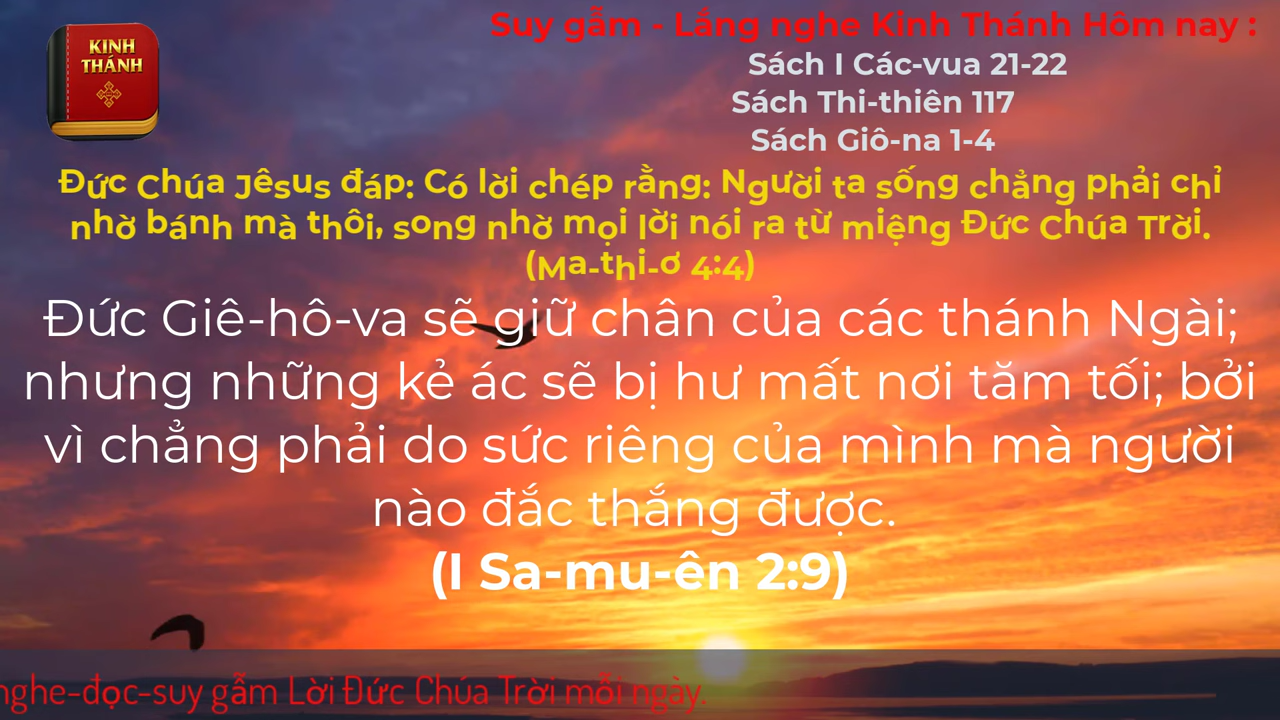 KINH
THÁNH
Suy gẫm - Lắng nghe Kinh Thánh Hôm nay :
Sách I Các-vua 21-22
Sách Thi-thiên 117
Sách Giô-na 1-4
Đức Chúa Jêsus đáp: Có lời chép rằng: Người ta sống chẳng phải chỉ
nhờ bánh mà thôi, song nhờ mọi lời nói ra từ miệng Đức Chúa Trời.
(Ma-thi-ơ 4:4)
Đức Giê-hô-va sẽ giữ chân của các thánh Ngài;
nhưng những kẻ ác sẽ bị hư mất nơi tăm tối; bởi
vì chẳng phải do sức riêng của mình mà người
nào đắc thắng được.
(I Sa-mu-ên 2:9)
nghe-đọc-suy gẫm Lời Đức Chúa Trời mỗi ngày.